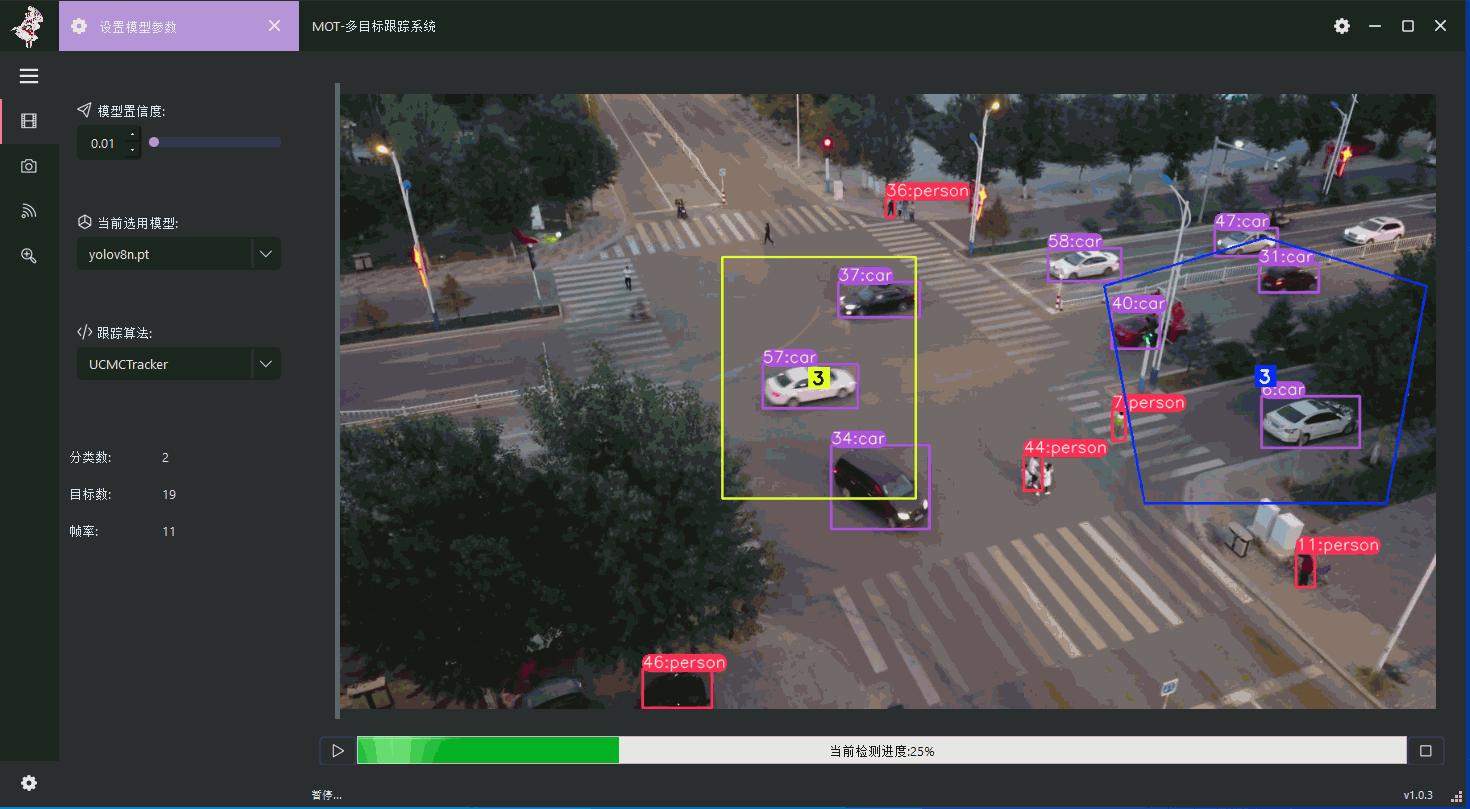 设置模型参数
MOT-多目标跟踪系统
模型置信度:
0.01
当前选用模型:
yolov8n.pt
跟踪算法:
UCMCTracker
分类数: 2
目标数: 19
帧率: 11
36:person
47:car
58:car
31:car
37:car
40:car
57:car
3
3
6:car
7:person
34:car
44:person
11:person
46:person
当前检测进度:25%
暂停...
v1.0.3